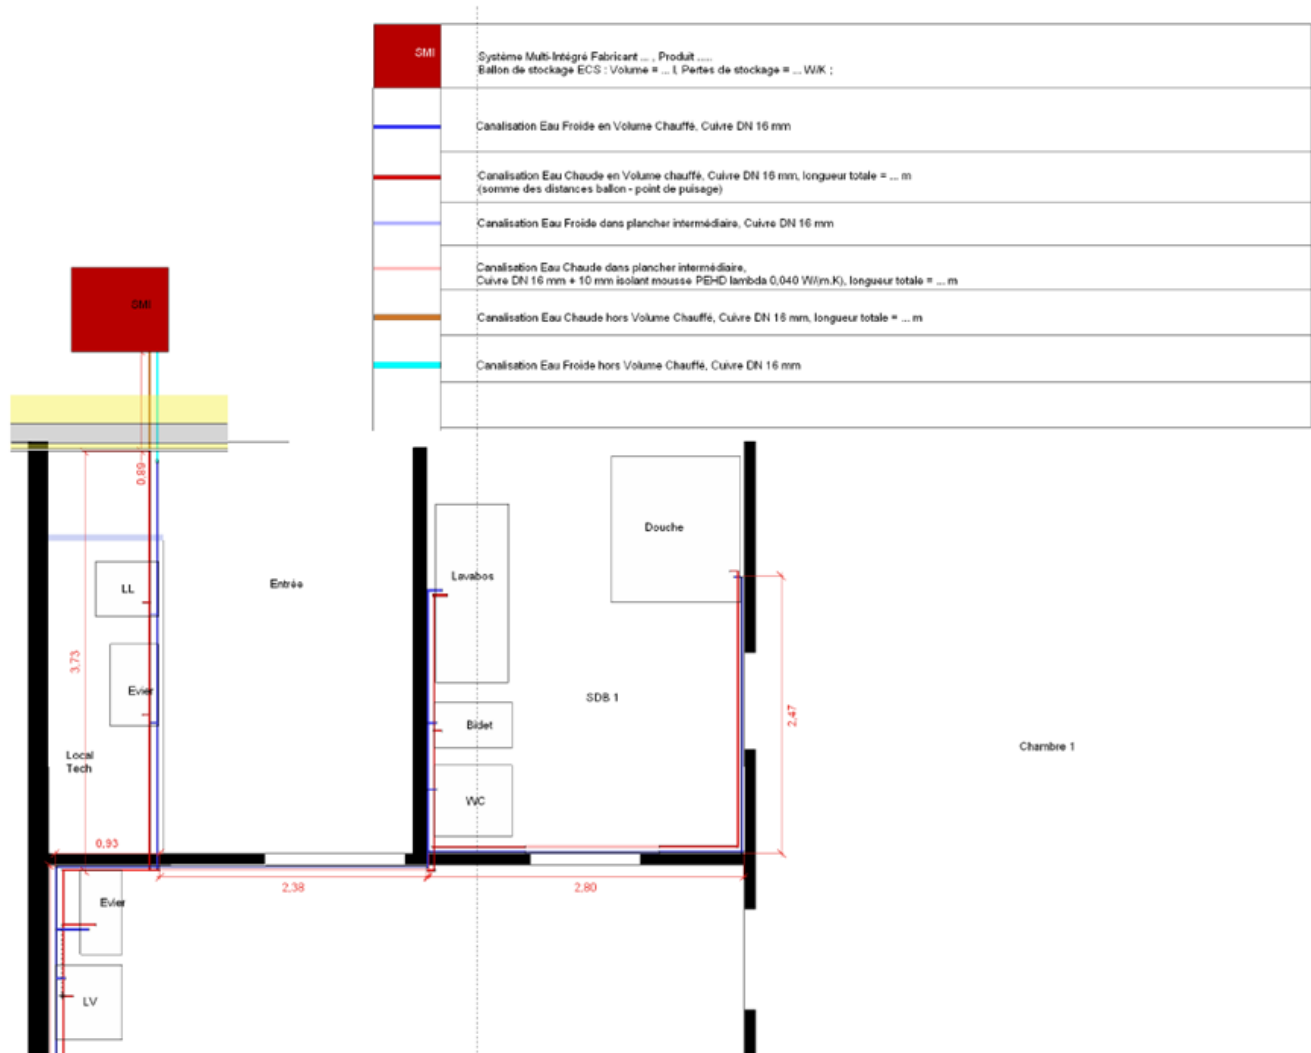 SMI
Système Multi-Intégré Fabricant ... , Produit .....
Ballon de stockage ECS : Volume = ... l, Pertes de stockage = ... W/K ;
Canalisation Eau Froide en Volume Chauffé, Cuivre DN 16 mm
Canalisation Eau Chaude en Volume chauffé, Cuivre DN 16 mm, longueur totale = ... m
(somme des distances ballon - point de puisage)
Canalisation Eau Froide dans plancher intermédiaire, Cuivre DN 16 mm
Canalisation Eau Chaude dans plancher intermédiaire,
Cuivre DN 16 mm + 10 mm isolant mousse PEHD lambda 0,040 W/(m.K), longueur totale = ... m
Canalisation Eau Chaude hors Volume Chauffé, Cuivre DN 16 mm, longueur totale = ... m
Canalisation Eau Froide hors Volume Chauffé, Cuivre DN 16 mm
SMI
0,89
Douche
Lavabos
Entrée
LL
3,73
Evier
SDB 1
Bidet
2,47
Local
Tech
Chambre 1
WC
0,93
2,38
2,80
Evier
LV